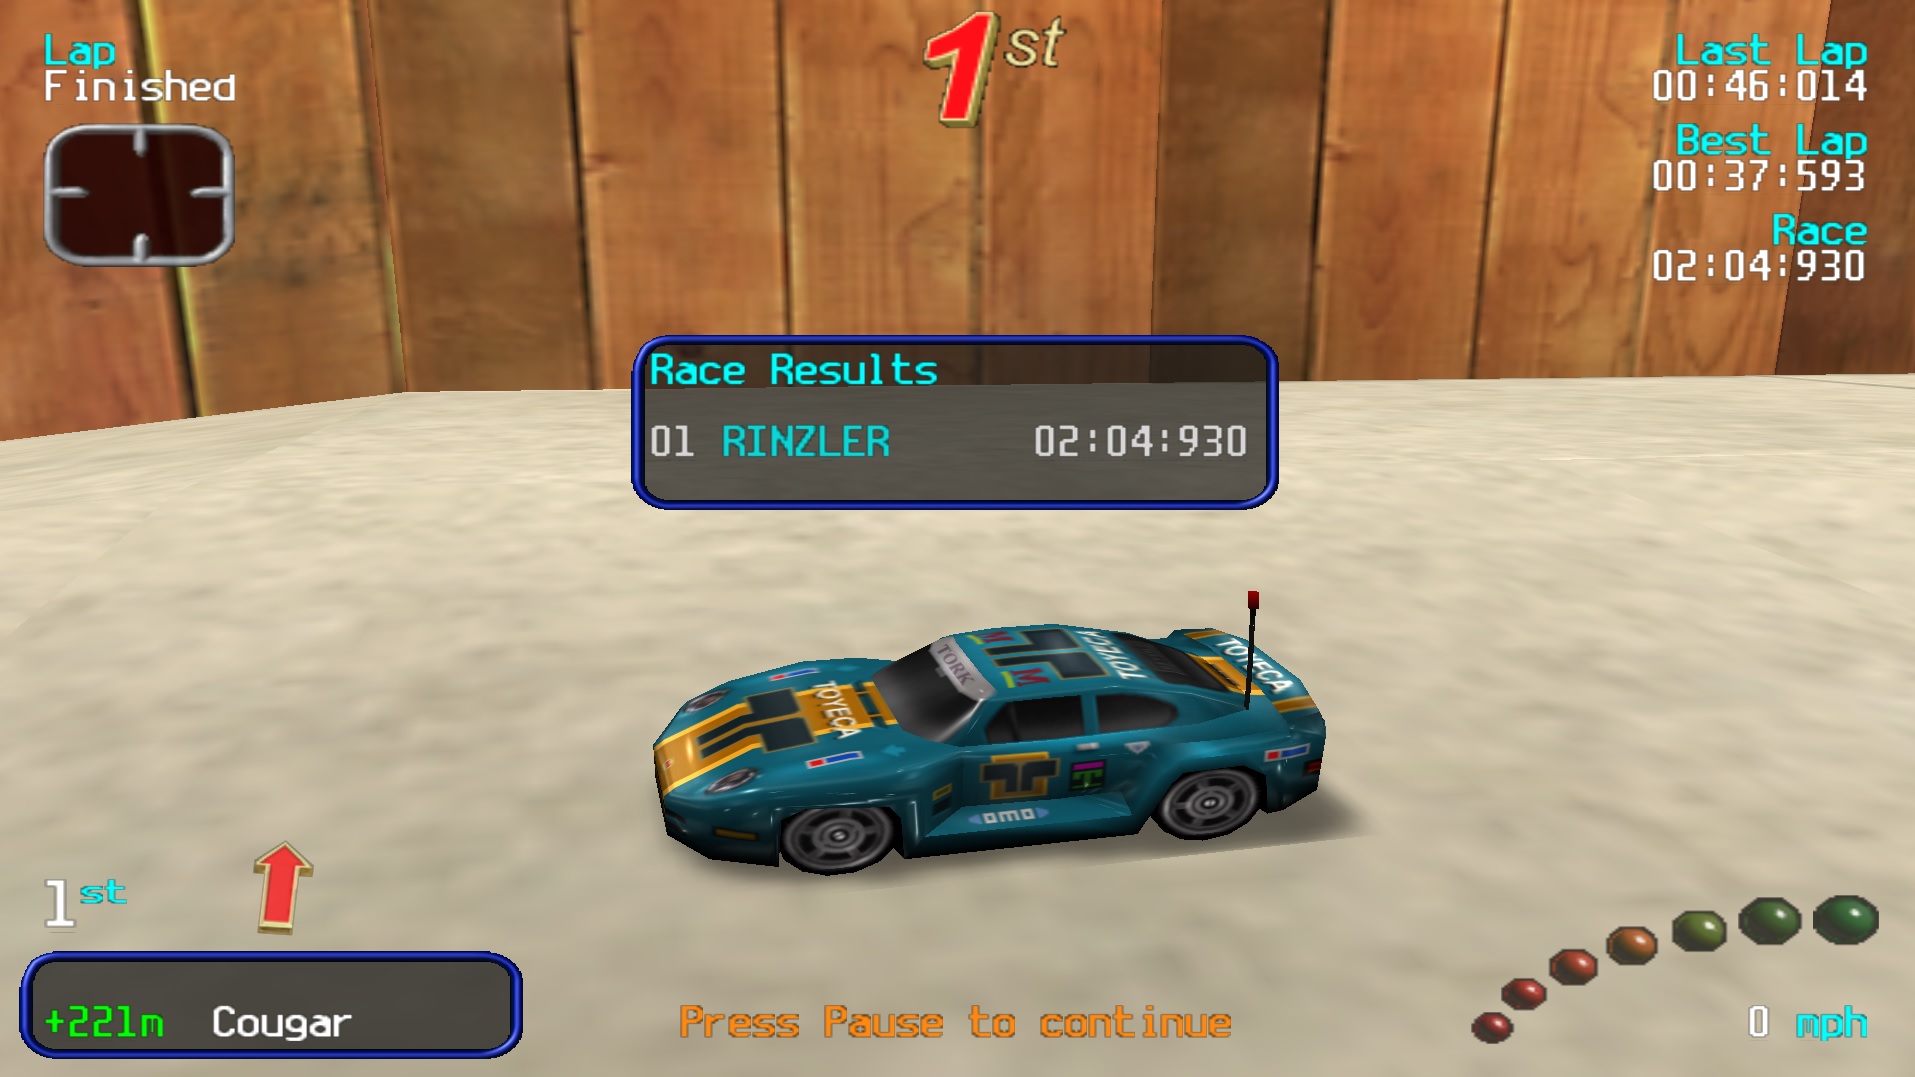 Lap
Finished
1st
Last Lap
00:46:014
Best Lap
00:37:593
Race
02:04:930
Race Results
01 RINZLER 02:04:930
TORK
TOYECA
TOYECA
TOYECA
M
M
omo
1st
+221m Cougar
Press Pause to continue
0 mph